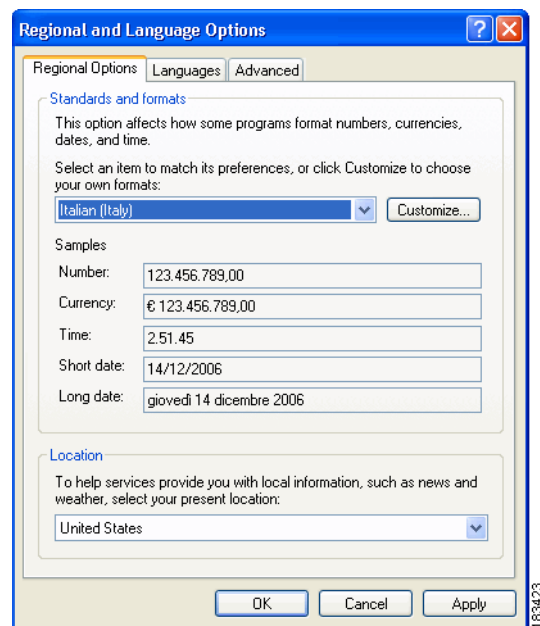 Regional and Language Options
Regional Options Languages Advanced
Standards and formats
This option affects how some programs format numbers, currencies,
dates, and time.
Select an item to match its preferences, or click Customize to choose
your own formats:
Italian (Italy) Customize...
Samples
Number: 123.456.789,00
Currency: € 123.456.789,00
Time: 2.51.45
Short date: 14/12/2006
Long date: giovedì 14 dicembre 2006
Location
To help services provide you with local information, such as news and
weather, select your present location:
United States
OK Cancel Apply
183423